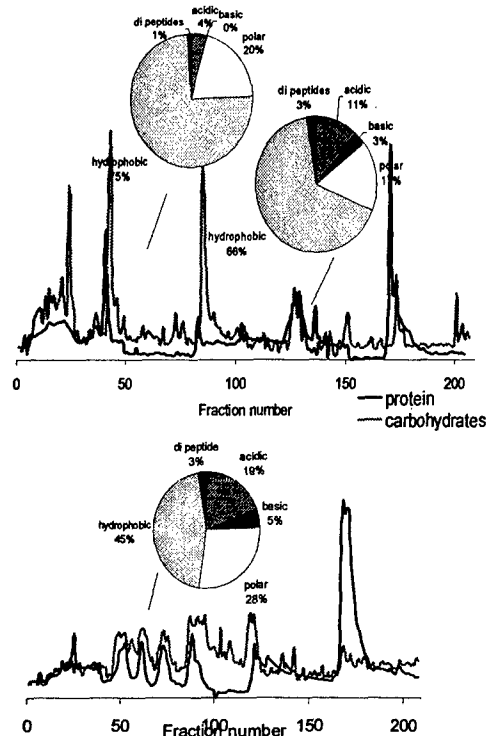 acidic basic
di peptides 4% 0%
1% polar
20%
di peptides acidic
3% 11%
basic
3%
hydrophobic
75%
polar
hydrophobic
66%
0 50 100 150 200
Fraction number
protein
carbohydrates
di peptide acidic
3% 19%
basic
5%
hydrophobic
45%
polar
28%
0 50 100 150 200
Fraction number